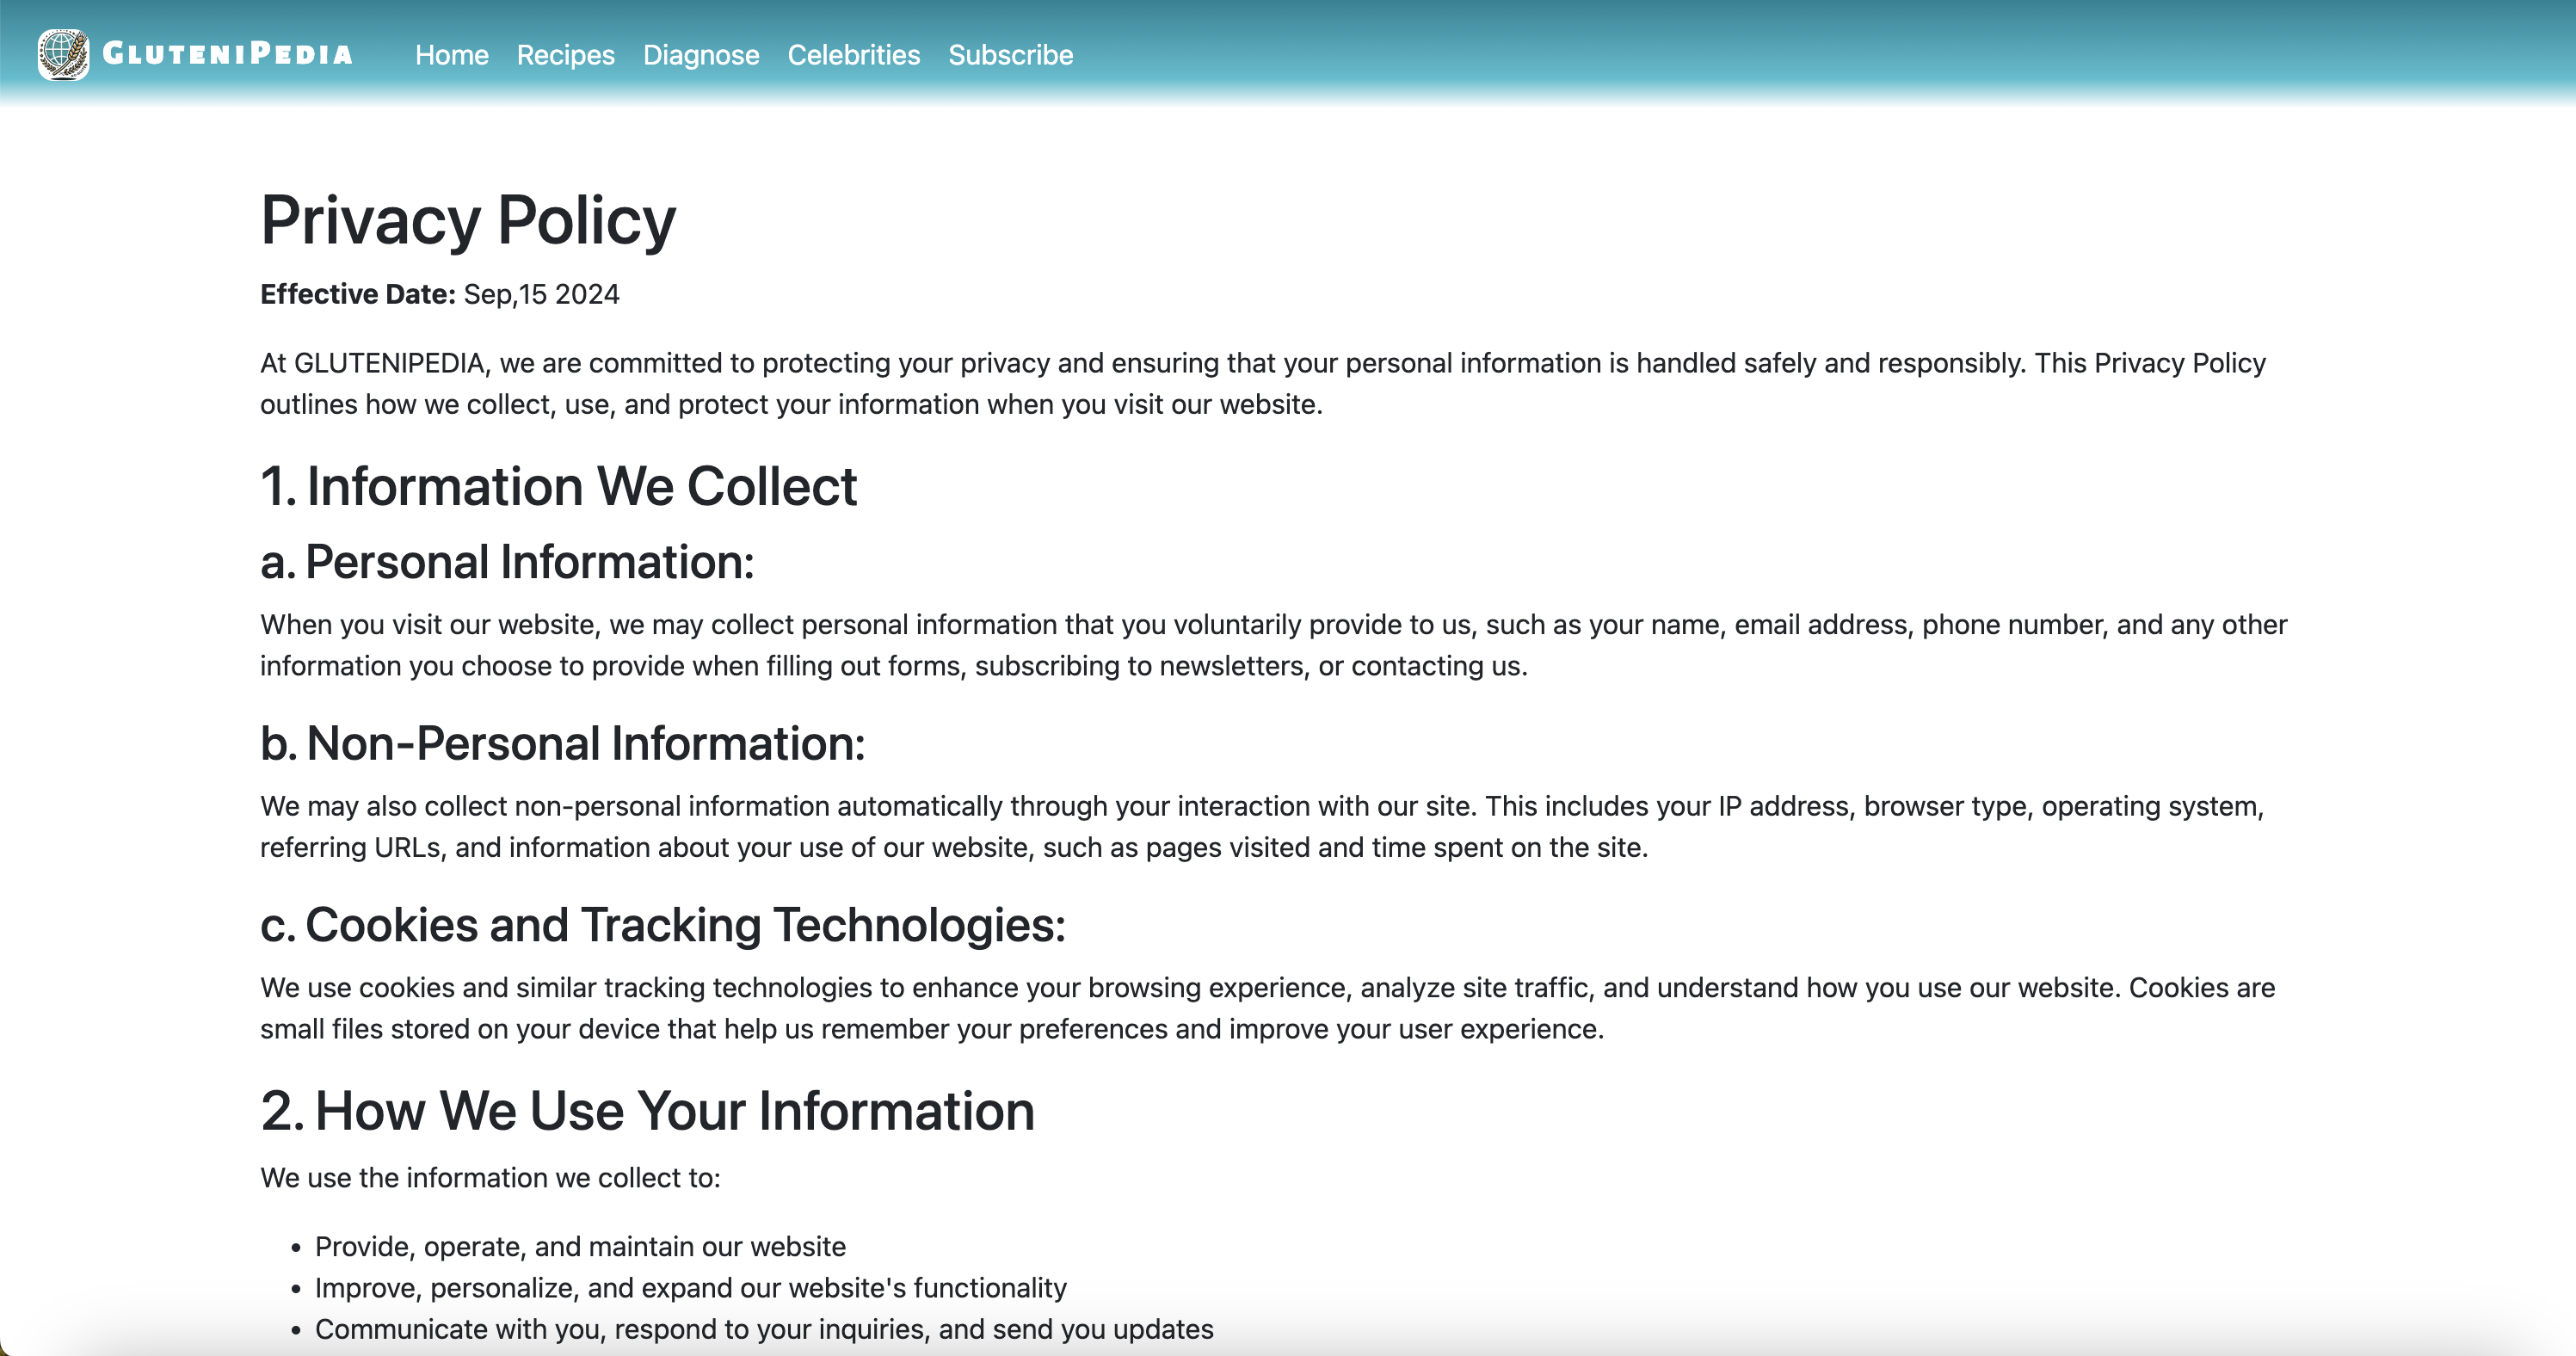 GLUTENIPEDIA
Home Recipes Diagnose Celebrities Subscribe
Privacy Policy
Effective Date: Sep,15 2024
At GLUTENIPEDIA, we are committed to protecting your privacy and ensuring that your personal information is handled safely and responsibly. This Privacy Policy
outlines how we collect, use, and protect your information when you visit our website.
1. Information We Collect
a. Personal Information:
When you visit our website, we may collect personal information that you voluntarily provide to us, such as your name, email address, phone number, and any other
information you choose to provide when filling out forms, subscribing to newsletters, or contacting us.
b. Non-Personal Information:
We may also collect non-personal information automatically through your interaction with our site. This includes your IP address, browser type, operating system,
referring URLs, and information about your use of our website, such as pages visited and time spent on the site.
c. Cookies and Tracking Technologies:
We use cookies and similar tracking technologies to enhance your browsing experience, analyze site traffic, and understand how you use our website. Cookies are
small files stored on your device that help us remember your preferences and improve your user experience.
2. How We Use Your Information
We use the information we collect to:
• Provide, operate, and maintain our website
• Improve, personalize, and expand our website's functionality
• Communicate with you, respond to your inquiries, and send you updates